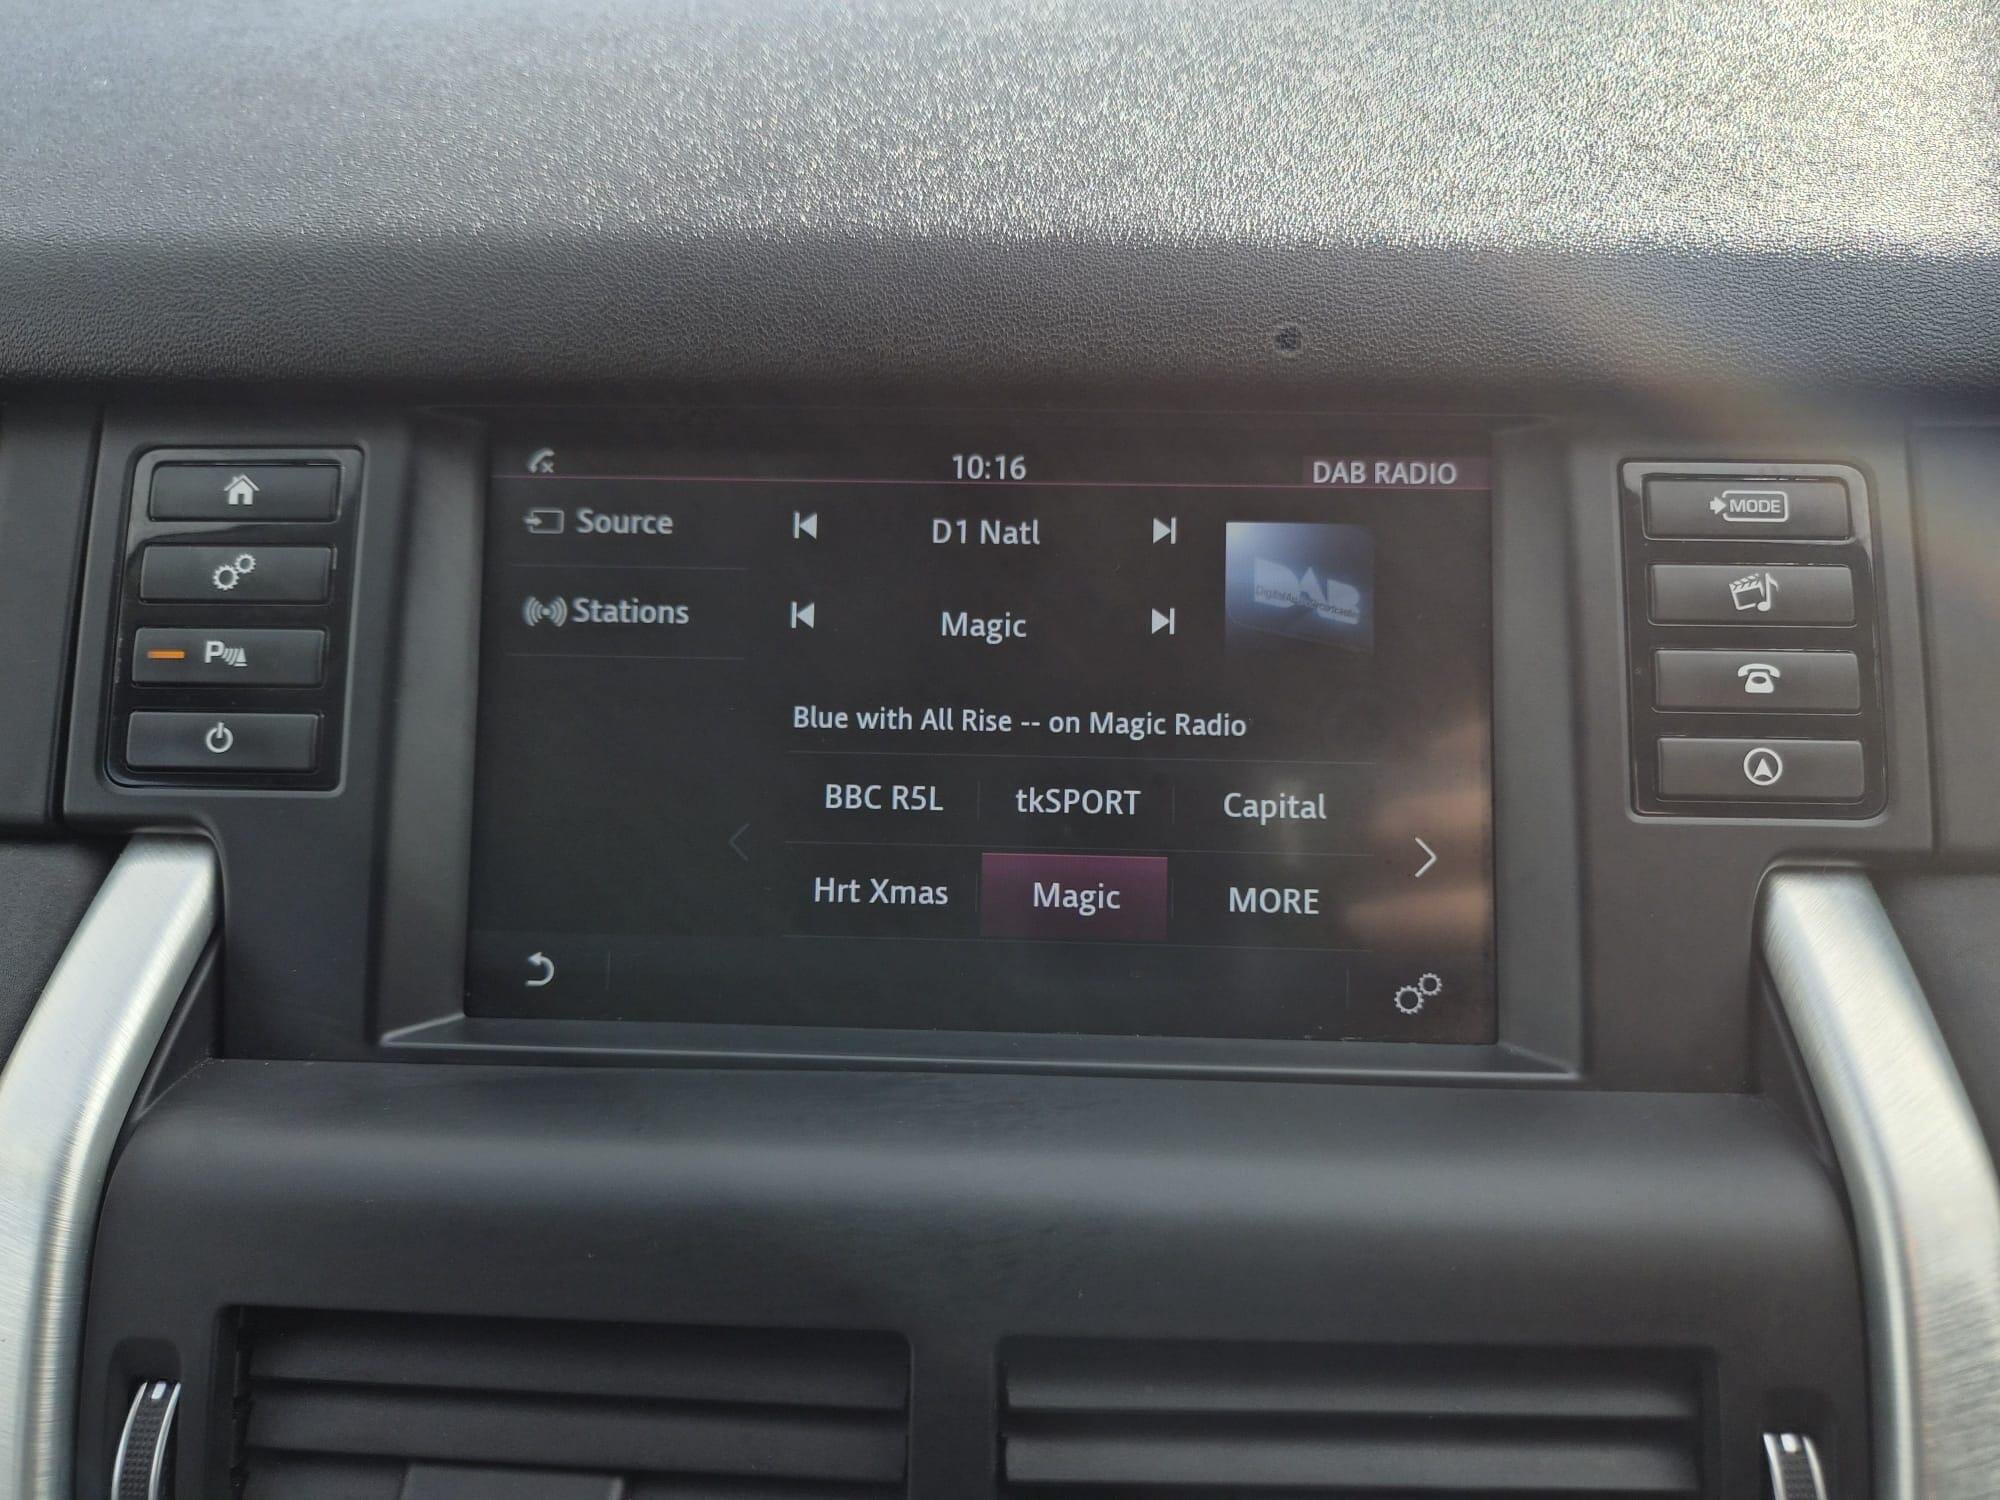 10:16
DAB RADIO
Source
D1 Natl
Stations
Magic
DAB
Blue with All Rise -- on Magic Radio
BBC R5L
tkSPORT
Capital
Hrt Xmas
Magic
MORE
P
MODE